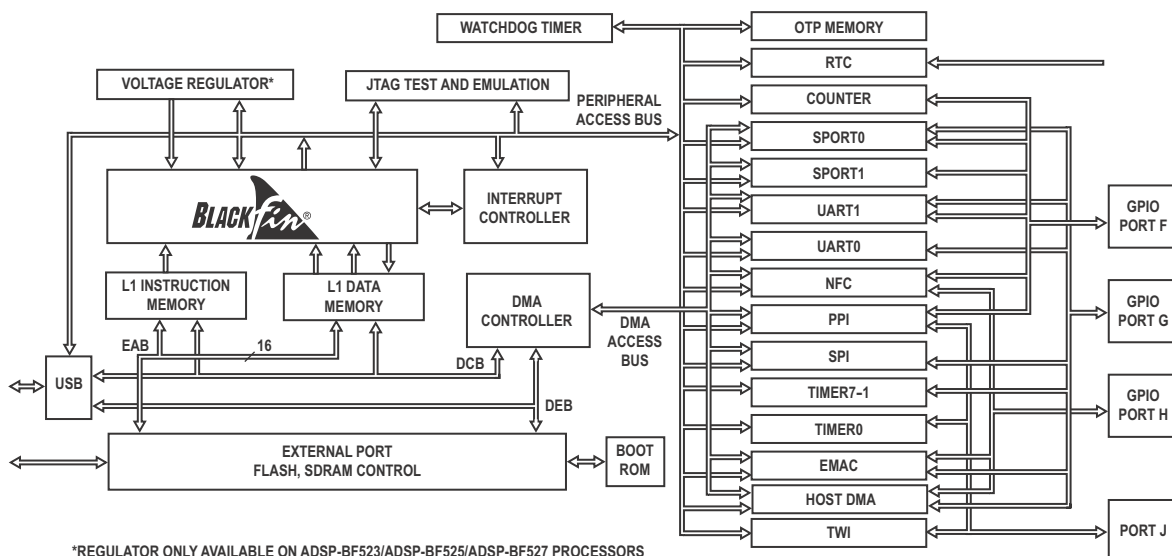 WATCHDOG TIMER
OTP MEMORY
RTC
VOLTAGE REGULATOR*
JTAG TEST AND EMULATION
PERIPHERAL
ACCESS BUS
COUNTER
SPORT0
SPORT1
BLACKfin®
INTERRUPT
CONTROLLER
UART1
GPIO
PORT F
UART0
L1 INSTRUCTION
MEMORY
L1 DATA
MEMORY
DMA
CONTROLLER
NFC
DMA
ACCESS
BUS
PPI
GPIO
PORT G
EAB
16
DCB
SPI
USB
DEB
TIMER7-1
GPIO
PORT H
TIMER0
EXTERNAL PORT
FLASH, SDRAM CONTROL
BOOT
ROM
EMAC
HOST DMA
TWI
PORT J
*REGULATOR ONLY AVAILABLE ON ADSP-BF523/ADSP-BF525/ADSP-BF527 PROCESSORS